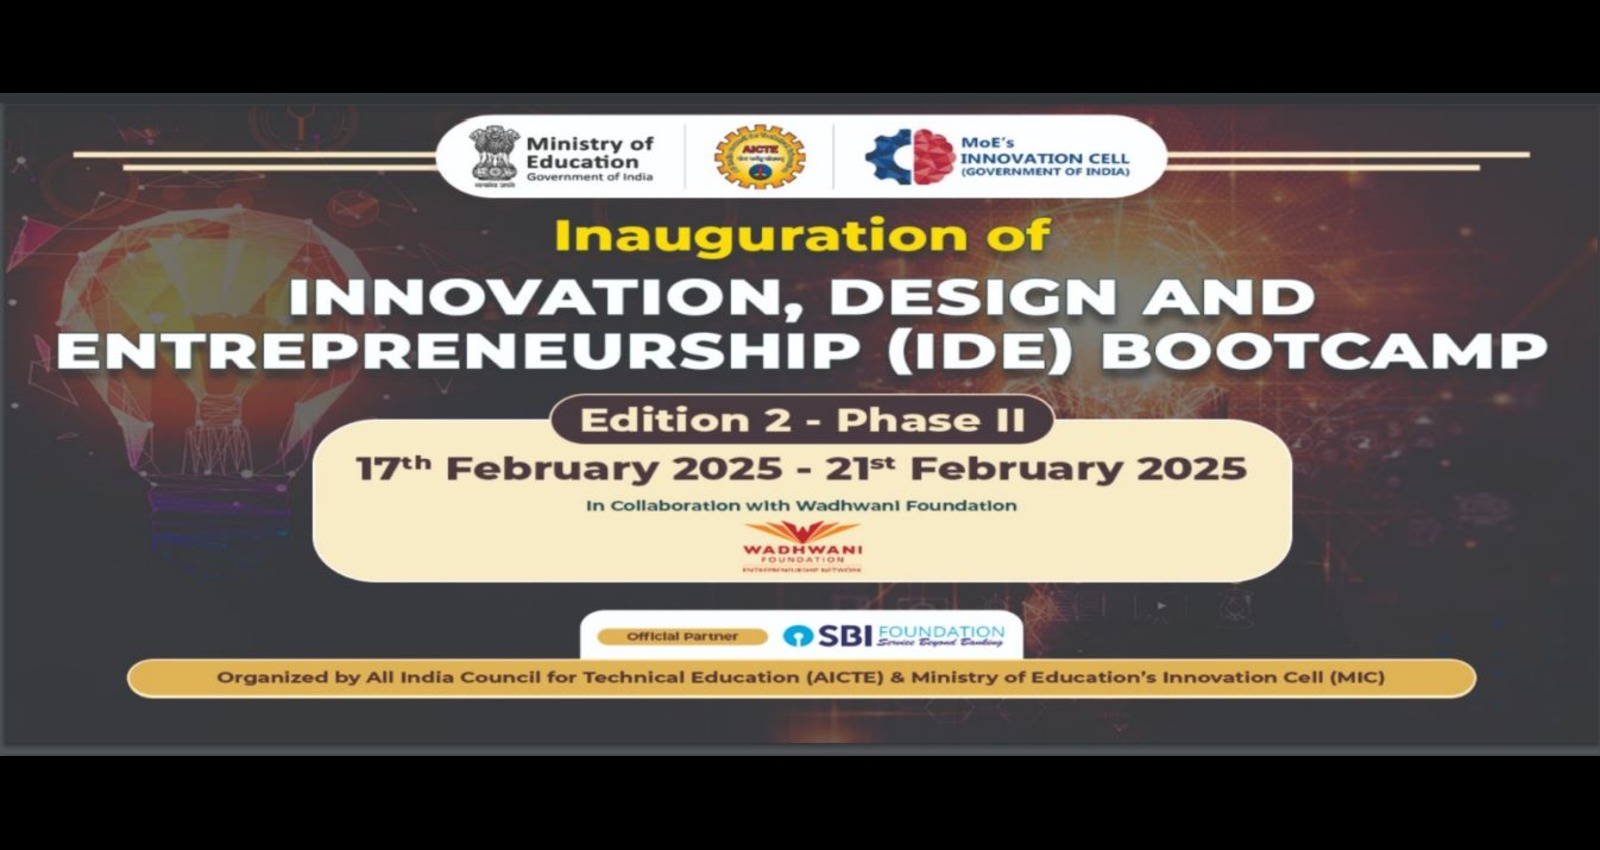 Ministry of
Education
Government of India
AICTE
MoE's
INNOVATION CELL
(GOVERNMENT OF INDIA)
Inauguration of
INNOVATION, DESIGN AND
ENTREPRENEURSHIP (IDE) BOOTCAMP
Edition 2 - Phase II
17th February 2025 - 21st February 2025
In Collaboration with Wadhwani Foundation
WADHWANI
FOUNDATION
ENTREPRENEURSHIP NETWORK
Official Partner
SBI FOUNDATION
Service Beyond Banking
Organized by All India Council for Technical Education (AICTE) & Ministry of Education's Innovation Cell (MIC)